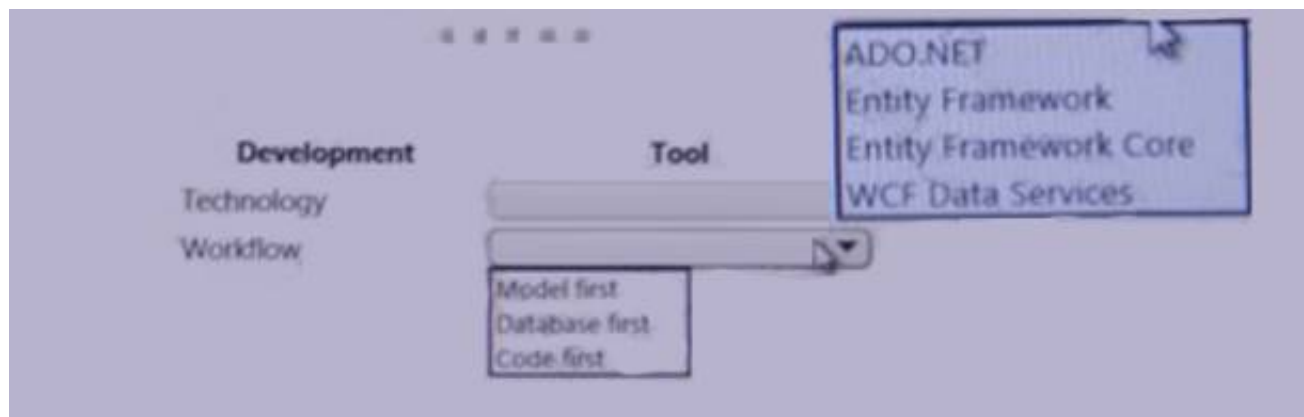 ADO.NET
Entity Framework
Development Tool Entity Framework Core
Technology WCF Data Services
Workflow
Model first
Database first
Code first